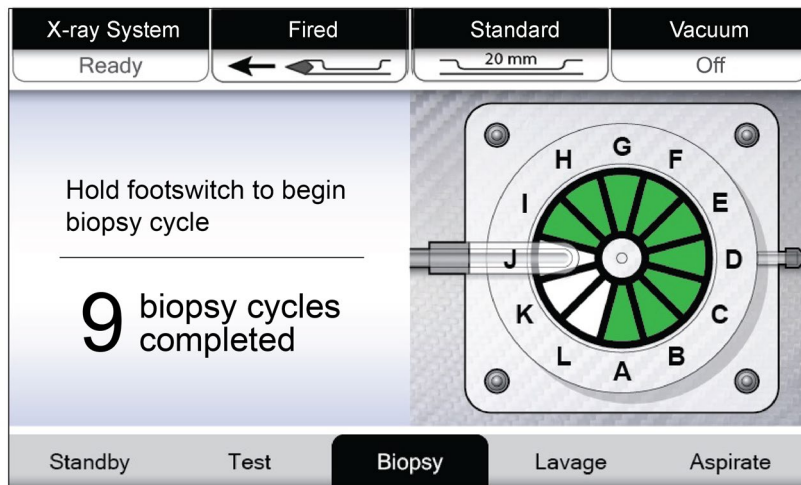 X-ray System
Ready
Fired
Standard
20 mm
Vacuum
Off
Hold footswitch to begin
biopsy cycle
9 biopsy cycles
completed
G
H F
I E
J D
K C
L B
A
Standby Test Biopsy Lavage Aspirate